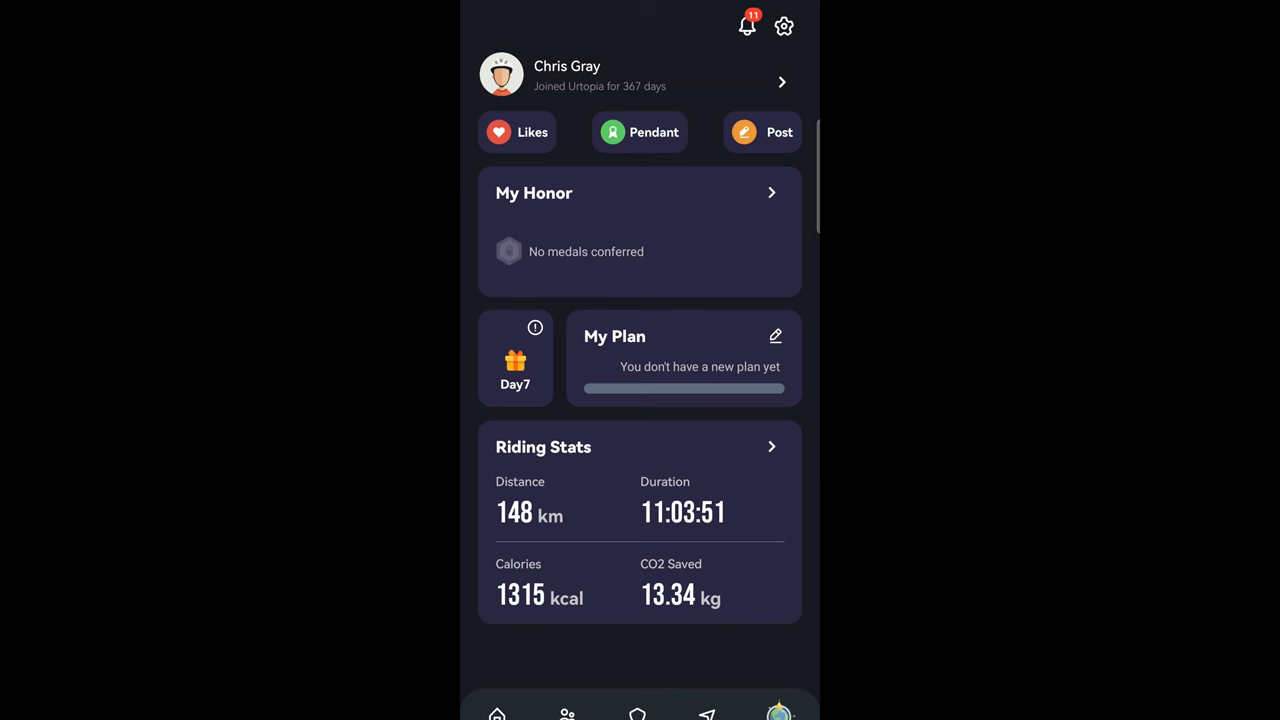 11
Chris Gray
Joined Urtopia for 367 days
Likes
Pendant
Post
My Honor
No medals conferred
Day7
My Plan
You don't have a new plan yet
Riding Stats
Distance
Duration
148 km
11:03:51
Calories
CO2 Saved
1315 kcal
13.34 kg